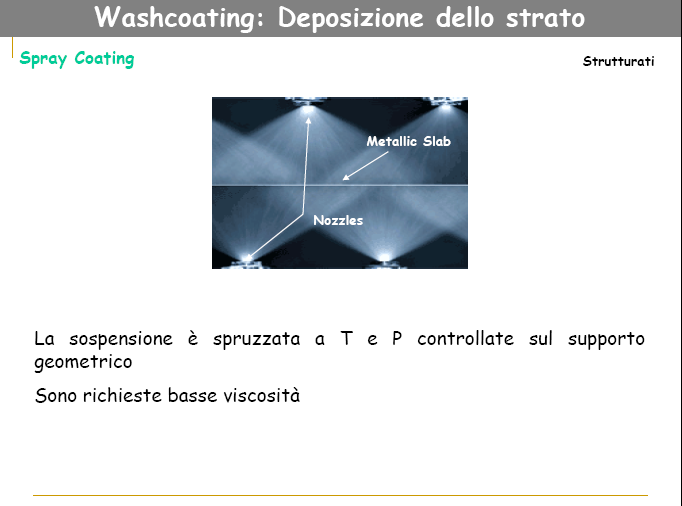 Washcoating: Deposizione dello strato
Spray Coating
Strutturati
Metallic Slab
Nozzles
La sospensione è spruzzata a T e P controllate sul supporto
geometrico
Sono richieste basse viscosità